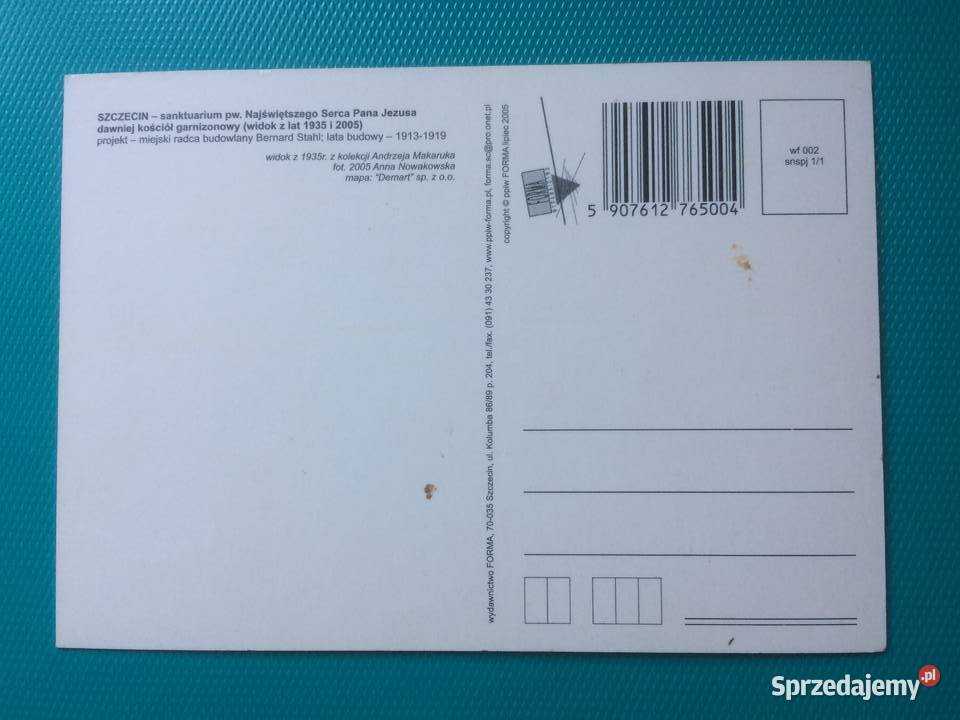 SZCZECIN – sanktuarium pw. Najświętszego Serca Pana Jezusa
dawniej kościół garnizonowy (widok z lat 1935 i 2005)
projekt – miejski radca budowlany Bernard Stahl; lata budowy – 1913-1919
widok z 1935r. z kolekcji Andrzeja Makaruka
fot. 2005 Anna Nowakowska
mapa: "Demart" sp. z o.o.
wydawnictwo FORMA, 70-035 Szczecin, ul. Kolumba 86/89 p. 204, tel./fax. (091) 43 30 237, www.ppiw-forma.pl, forma.sc@pro.onet.pl
copyright © ppiw FORMA lipiec 2005
FORMA
5 907612 765004
wf 002
snspj 1/1
Sprzedajemy.pl